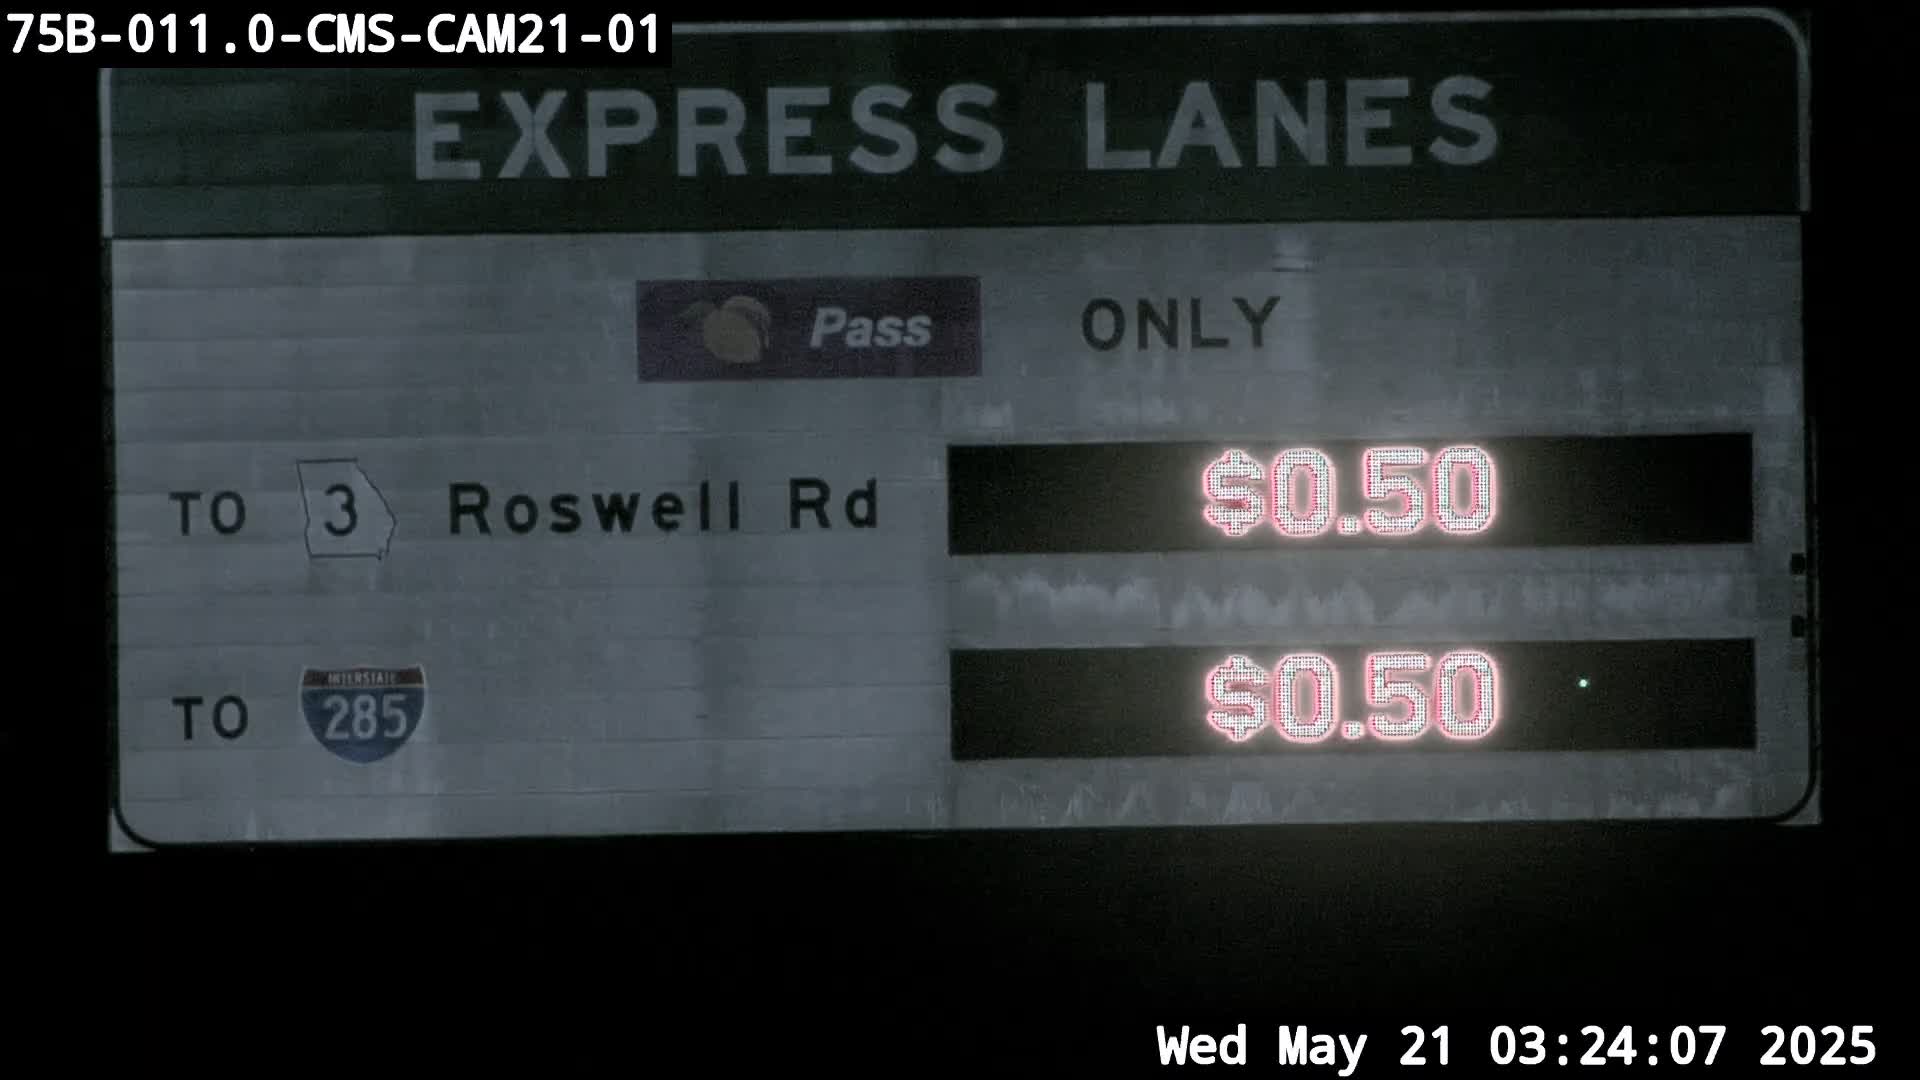 75B-011.0-CMS-CAM21-01
EXPRESS LANES
Pass ONLY
TO 3 Roswell Rd $0.50
INTERSTATE
TO 285 $0.50
Wed May 21 03:24:07 2025